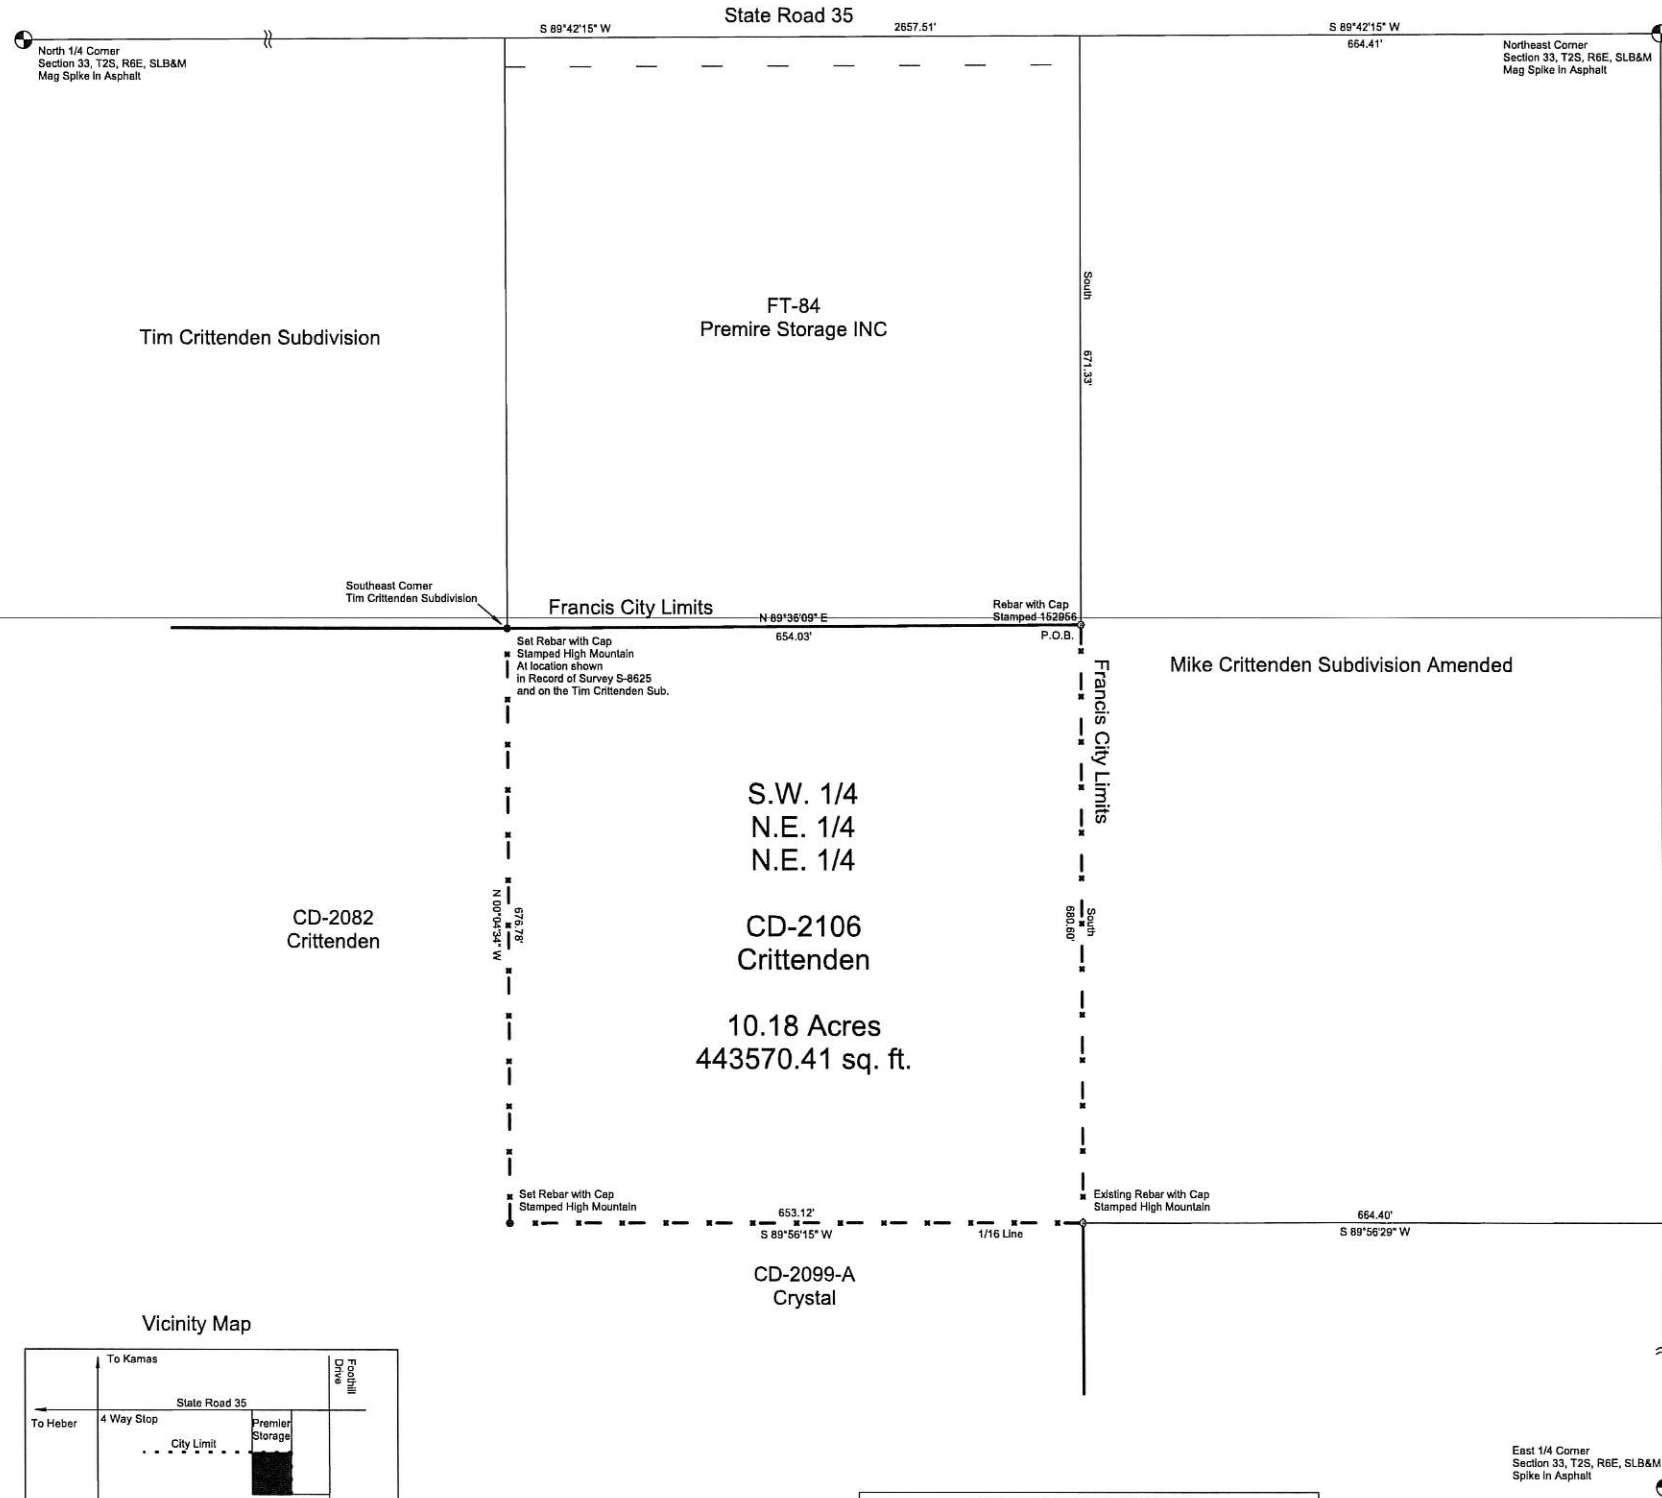 State Road 35
S 89°42'15" W
2657.51'
S 89°42'15" W
664.41'
North 1/4 Corner
Section 33, T2S, R6E, SLB&M
Mag Spike in Asphalt
Northeast Corner
Section 33, T2S, R6E, SLB&M
Mag Spike in Asphalt
South
671.33'
FT-84
Premire Storage INC
Tim Crittenden Subdivision
Southeast Corner
Tim Crittenden Subdivision
Francis City Limits
N 89°36'09" E
654.03'
Rebar with Cap
Stamped 152956
P.O.B.
Set Rebar with Cap
Stamped High Mountain
At location shown
in Record of Survey S-8625
and on the Tim Crittenden Sub.
Francis City Limits
Mike Crittenden Subdivision Amended
S.W. 1/4
N.E. 1/4
N.E. 1/4
CD-2106
Crittenden
10.18 Acres
443570.41 sq. ft.
CD-2082
Crittenden
N 00°04'34" W
676.78'
South
680.60'
Set Rebar with Cap
Stamped High Mountain
Existing Rebar with Cap
Stamped High Mountain
653.12'
S 89°56'15" W
1/16 Line
664.40'
S 89°56'29" W
CD-2099-A
Crystal
Vicinity Map
To Kamas
Foothill
Drive
State Road 35
To Heber
4 Way Stop
Premier
Storage
City Limit
East 1/4 Corner
Section 33, T2S, R6E, SLB&M
Spike in Asphalt